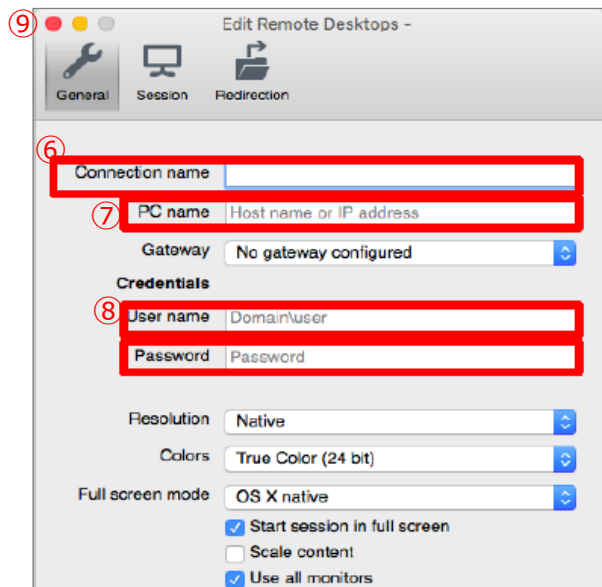 ⑨ Edit Remote Desktops -
General Session Redirection
⑥
Connection name
⑦ PC name Host name or IP address
Gateway No gateway configured
Credentials
⑧ User name Domain\user
Password Password
Resolution Native
Colors True Color (24 bit)
Full screen mode OS X native
Start session in full screen
Scale content
Use all monitors